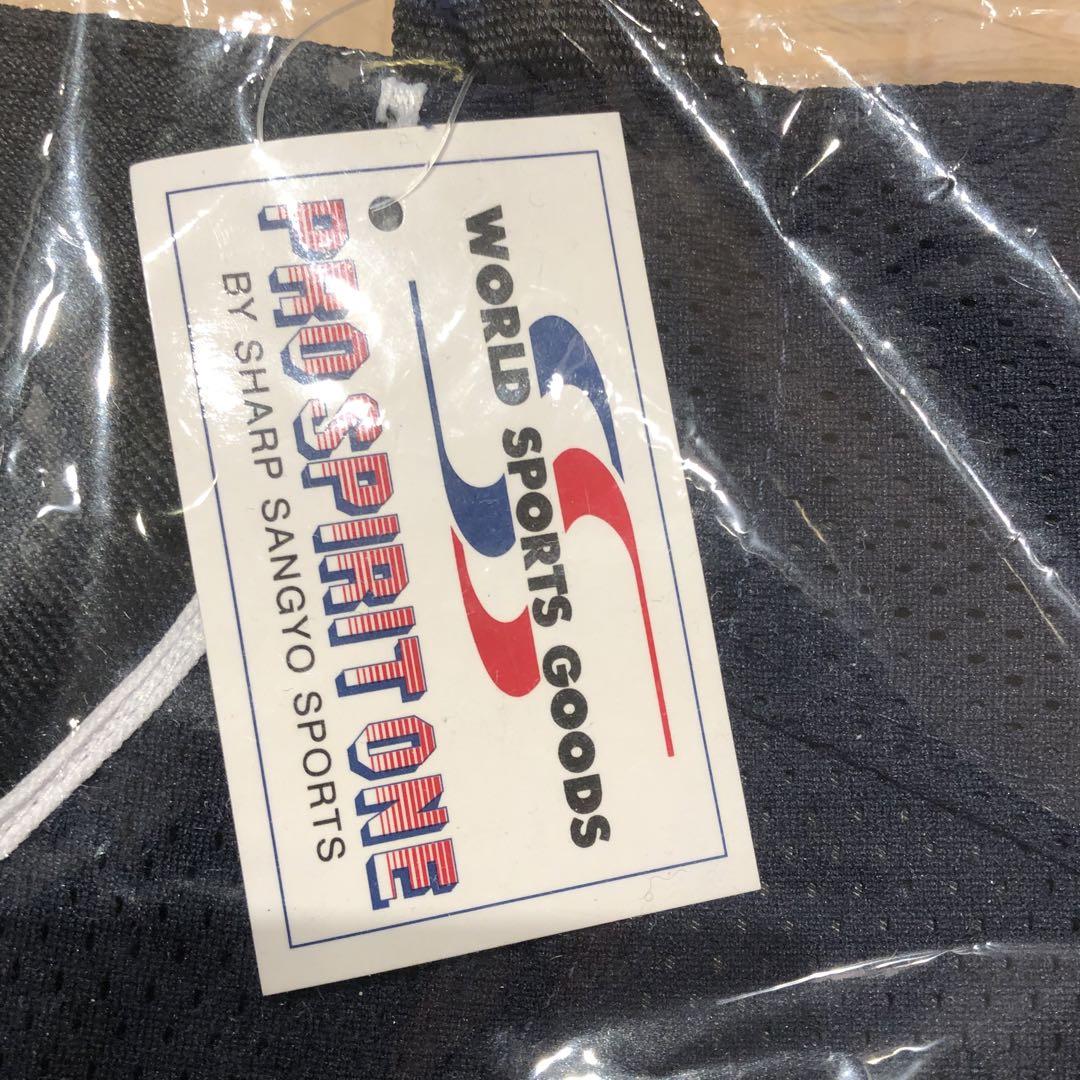 WORLD SPORTS GOODS
PRO SPIRIT ONE
BY SHARP SANGYO SPORTS